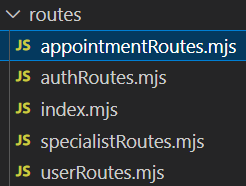 routes
JS appointmentRoutes.mjs
JS authRoutes.mjs
JS index.mjs
JS specialistRoutes.mjs
JS userRoutes.mjs